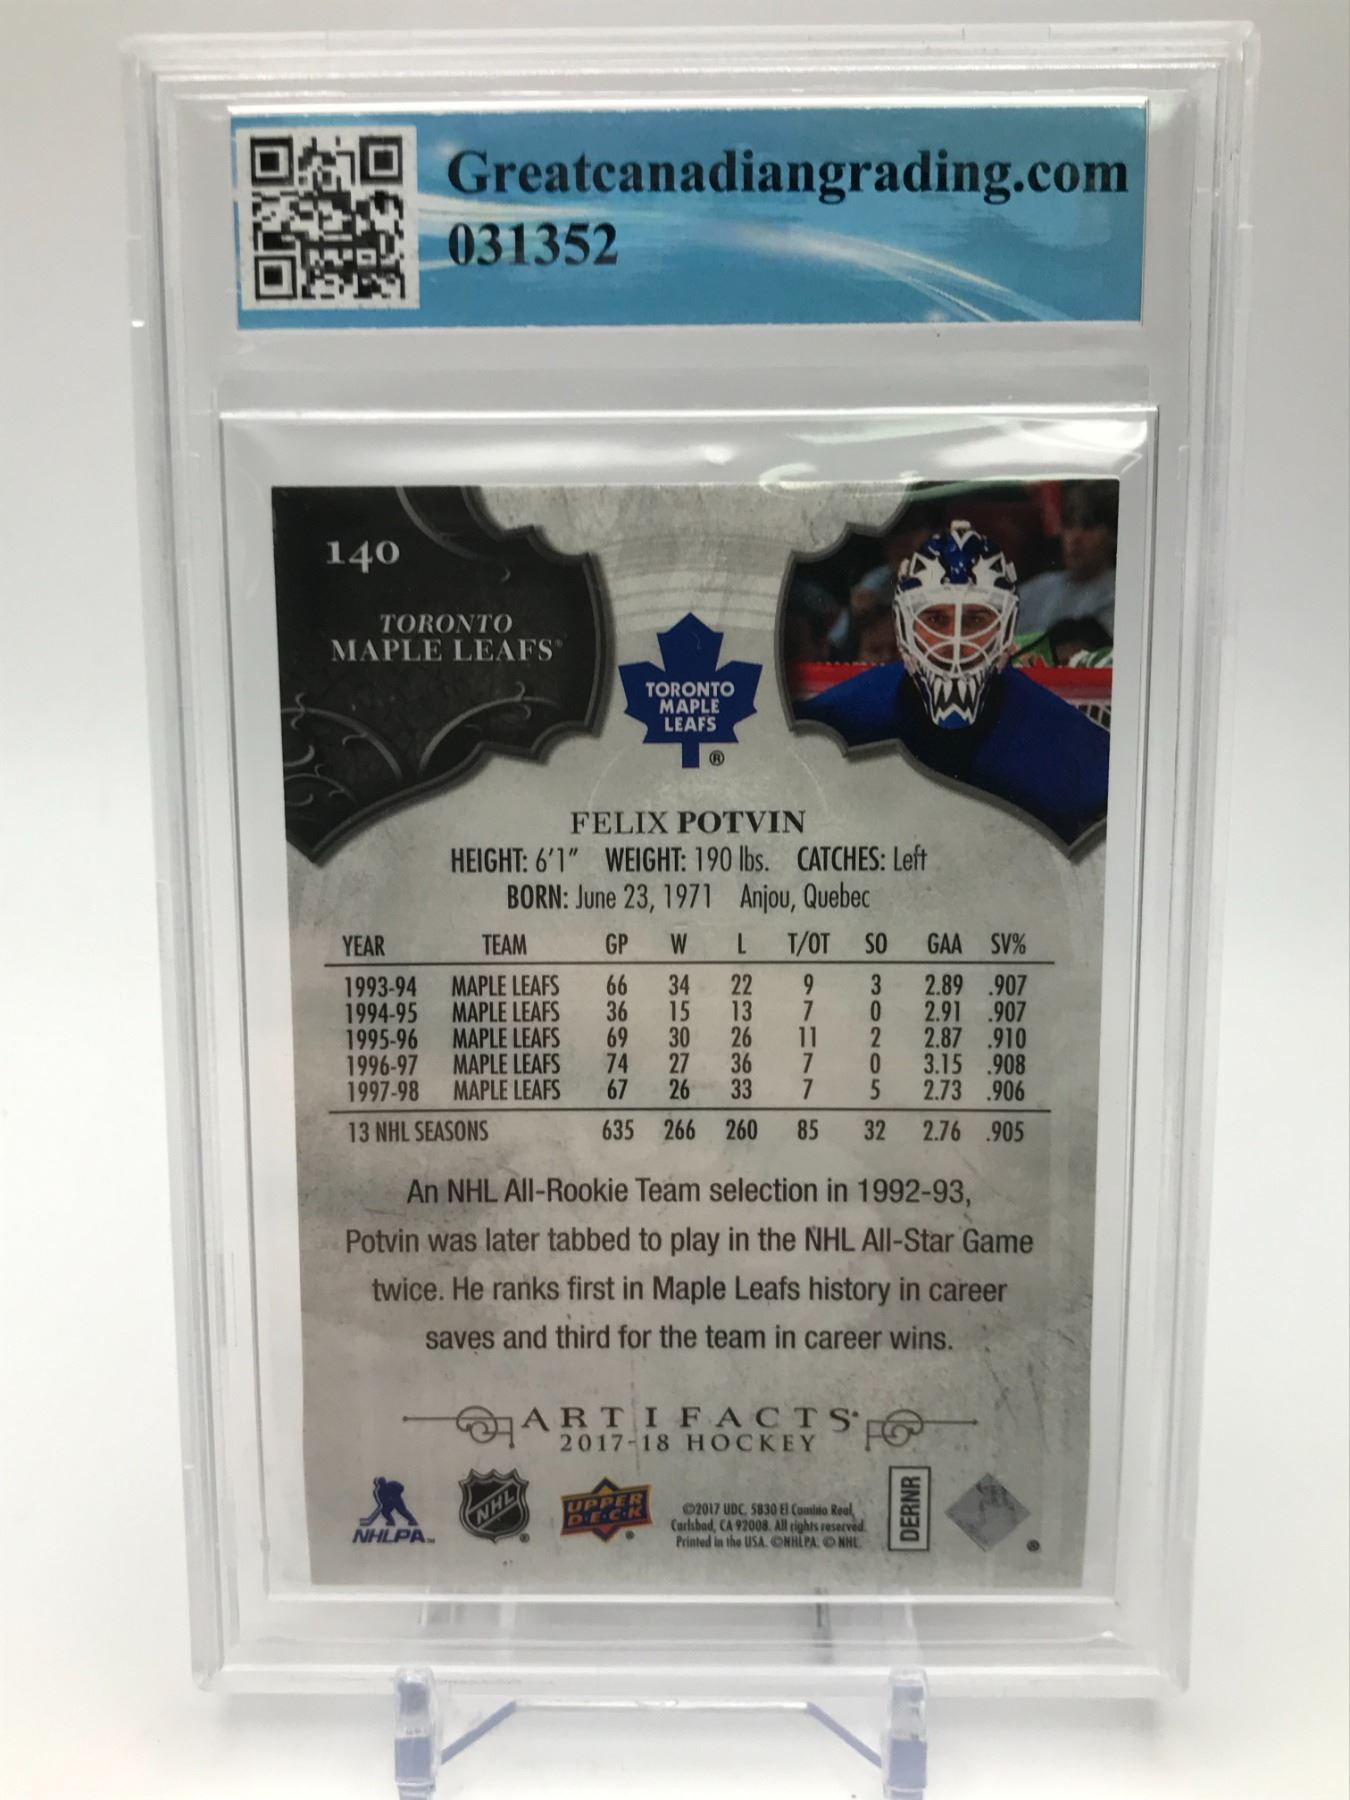 Greatcanadiangrading.com
031352
140
TORONTO
MAPLE LEAFS
TORONTO
MAPLE
LEAFS
®
FELIX POTVIN
HEIGHT: 6'1" WEIGHT: 190 lbs. CATCHES: Left
BORN: June 23, 1971 Anjou, Quebec
YEAR TEAM GP W L T/OT SO GAA SV%
1993-94 MAPLE LEAFS 66 34 22 9 3 2.89 .907
1994-95 MAPLE LEAFS 36 15 13 7 0 2.91 .907
1995-96 MAPLE LEAFS 69 30 26 11 2 2.87 .910
1996-97 MAPLE LEAFS 74 27 36 7 0 3.15 .908
1997-98 MAPLE LEAFS 67 26 33 7 5 2.73 .906
13 NHL SEASONS 635 266 260 85 32 2.76 .905
An NHL All-Rookie Team selection in 1992-93,
Potvin was later tabbed to play in the NHL All-Star Game
twice. He ranks first in Maple Leafs history in career
saves and third for the team in career wins.
ARTIFACTS
2017-18 HOCKEY
NHLPA™
NHL ®
UPPER
D·E·C·K ®
©2017 UDC. 5830 El Camino Real,
Carlsbad, CA 92008. All rights reserved.
Printed in the USA. ©NHLPA. © NHL.
DERNR
®